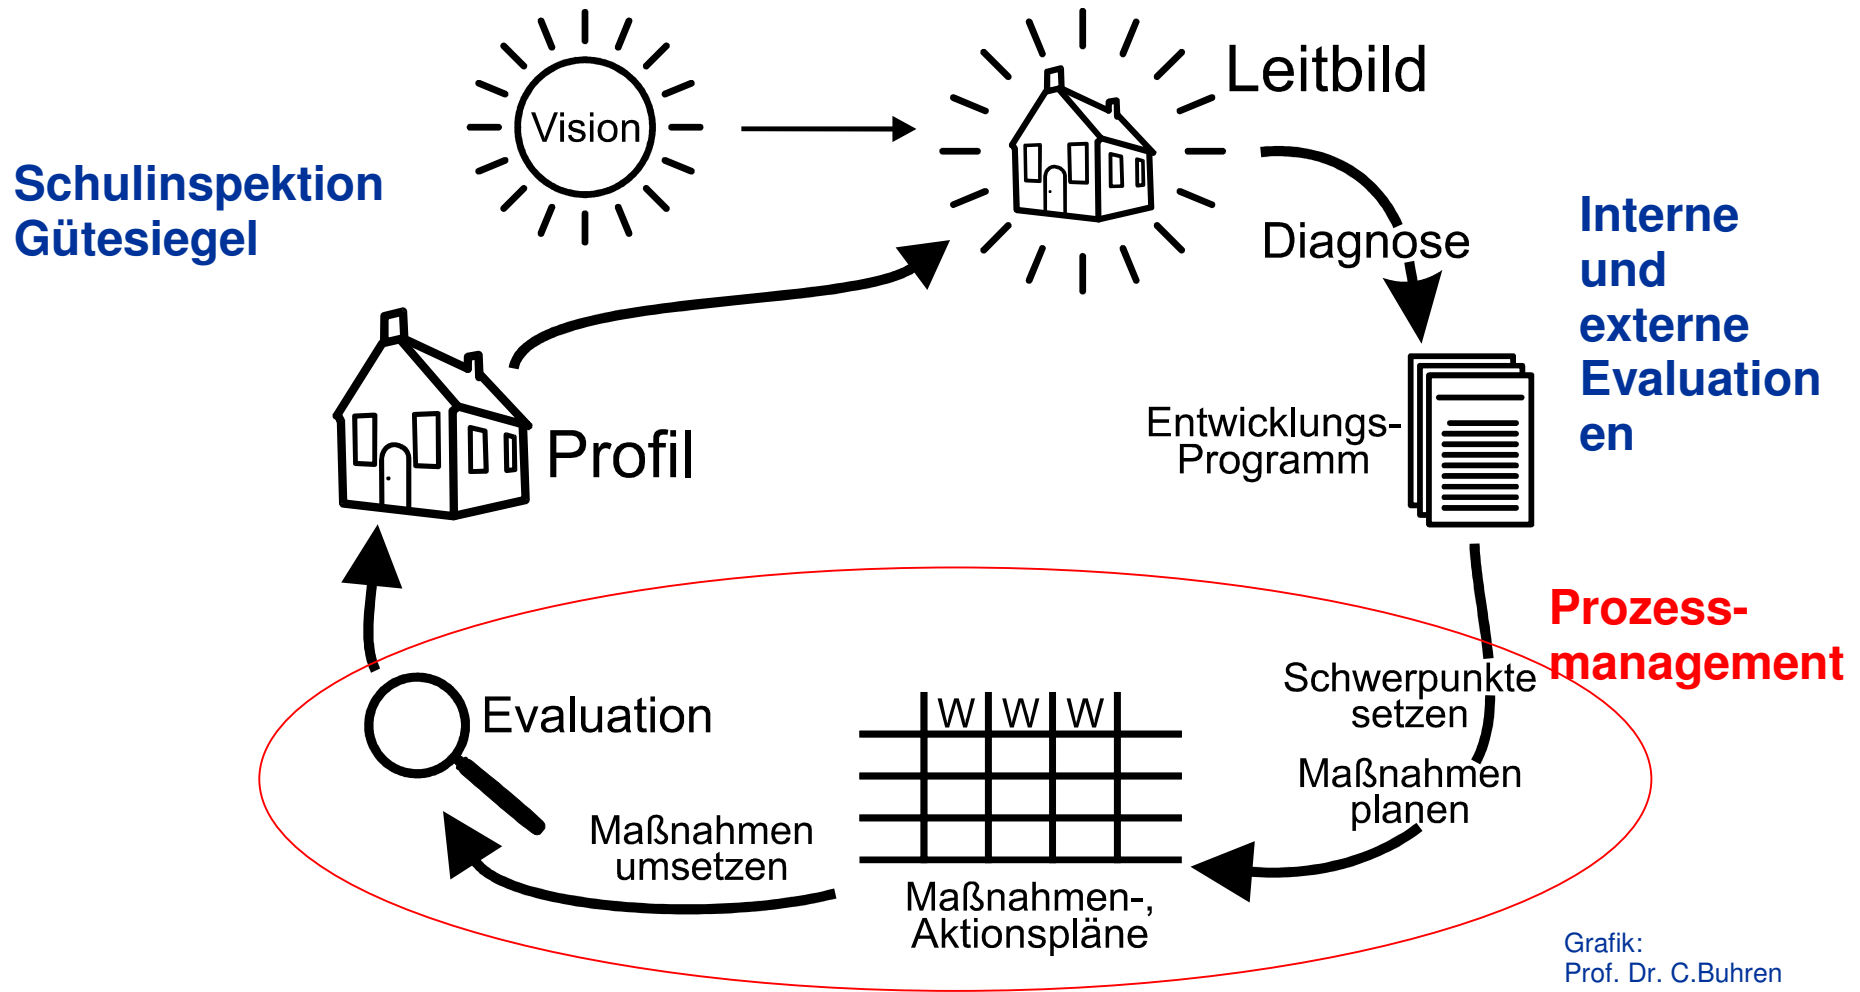 Vision
Leitbild
Schulinspektion
Gütesiegel
Diagnose
Interne
und
externe
Evaluation
en
Profil
Entwicklungs-
Programm
Prozess-
management
Schwerpunkte
setzen
Maßnahmen
planen
W W W
Evaluation
Maßnahmen
umsetzen
Maßnahmen-,
Aktionspläne
Grafik:
Prof. Dr. C.Buhren